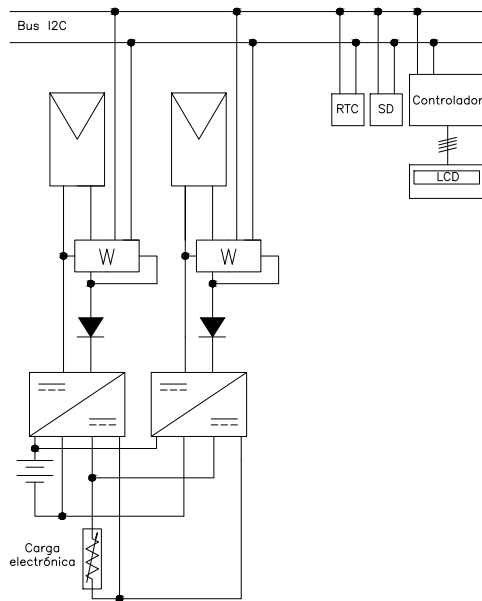 Bus I2C
RTC
SD
Controlador
LCD
W
W
Carga
electrónica